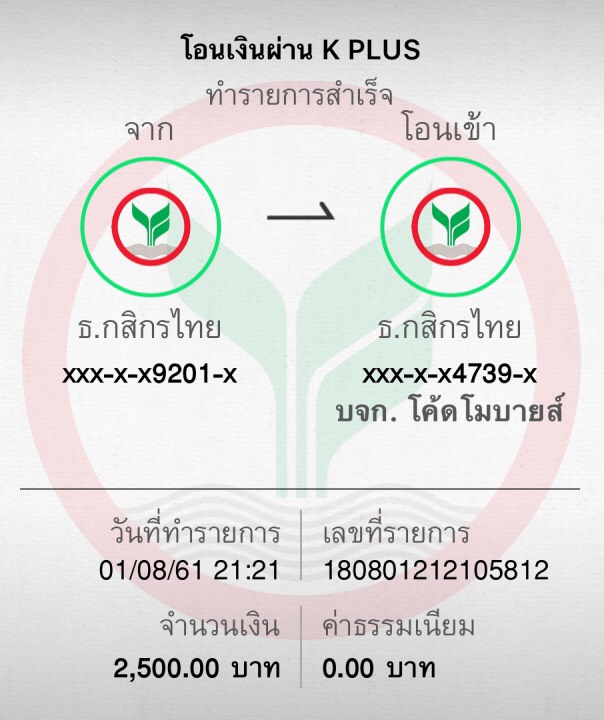 โอนเงินผ่าน K PLUS
ทำรายการสำเร็จ
จาก
โอนเข้า
ธ.กสิกรไทย
ธ.กสิกรไทย
xxx-x-x9201-x
xxx-x-x4739-x
บจก. โค้ดโมบายส์
วันที่ทำรายการ
เลขที่รายการ
01/08/61 21:21
180801212105812
จำนวนเงิน
ค่าธรรมเนียม
2,500.00 บาท
0.00 บาท